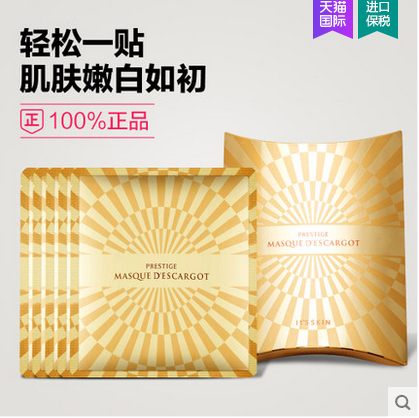 轻松一贴
肌肤嫩白如初
正 100%正品
天猫
国际
进口
保税
PRESTIGE
MASQUE D'ESCARGOT
PRESTIGE
MASQUE D'ESCARGOT
IT'S SKIN